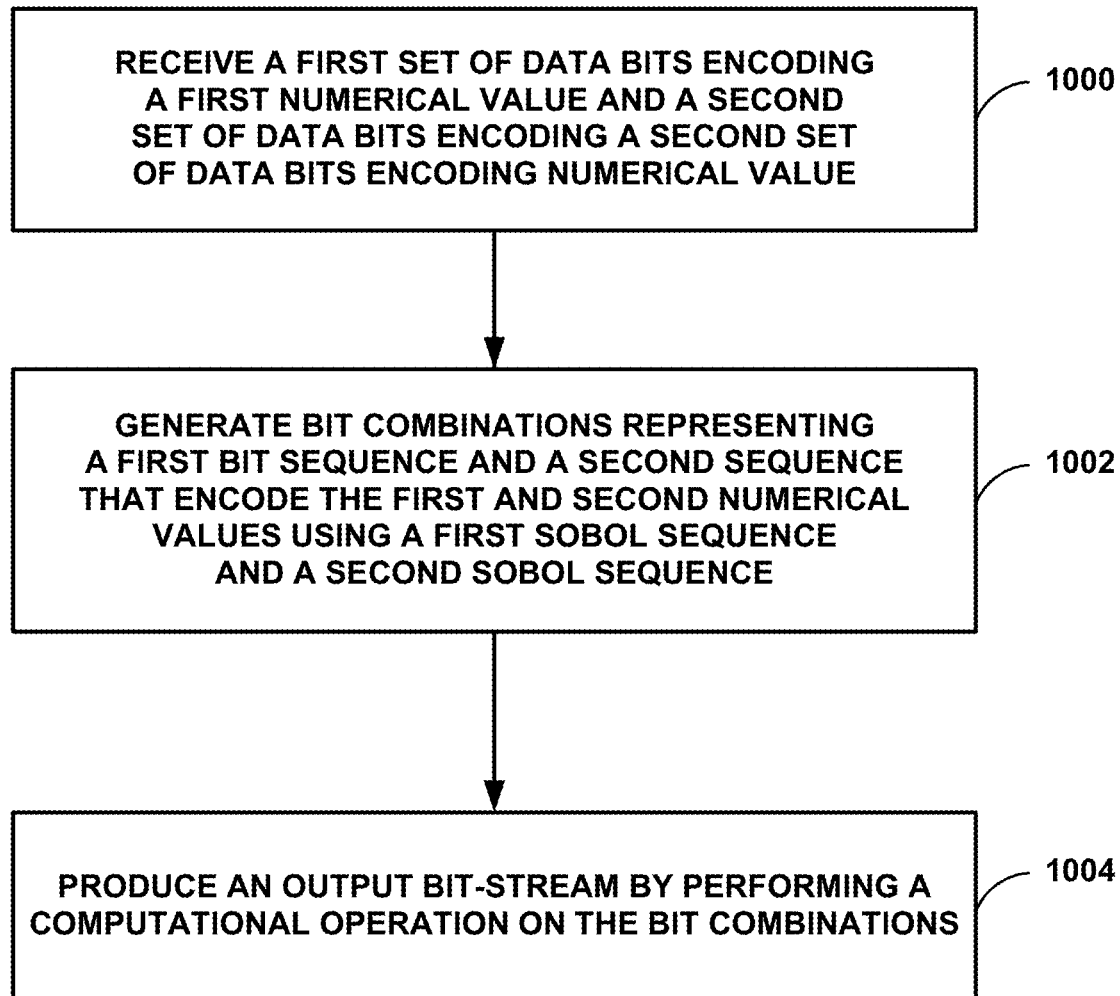 RECEIVE A FIRST SET OF DATA BITS ENCODING
A FIRST NUMERICAL VALUE AND A SECOND
SET OF DATA BITS ENCODING A SECOND SET
OF DATA BITS ENCODING NUMERICAL VALUE
1000
GENERATE BIT COMBINATIONS REPRESENTING
A FIRST BIT SEQUENCE AND A SECOND SEQUENCE
THAT ENCODE THE FIRST AND SECOND NUMERICAL
VALUES USING A FIRST SOBOL SEQUENCE
AND A SECOND SOBOL SEQUENCE
1002
PRODUCE AN OUTPUT BIT-STREAM BY PERFORMING A
COMPUTATIONAL OPERATION ON THE BIT COMBINATIONS
1004